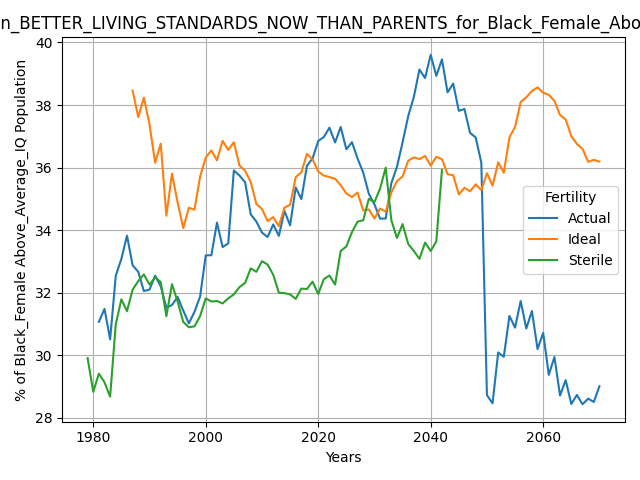 n_BETTER_LIVING_STANDARDS_NOW_THAN_PARENTS_for_Black_Female_Abo
% of Black_Female Above_Average_IQ Population
40
38
36
34
32
30
28
Fertility
Actual
Ideal
Sterile
1980
2000
2020
2040
2060
Years